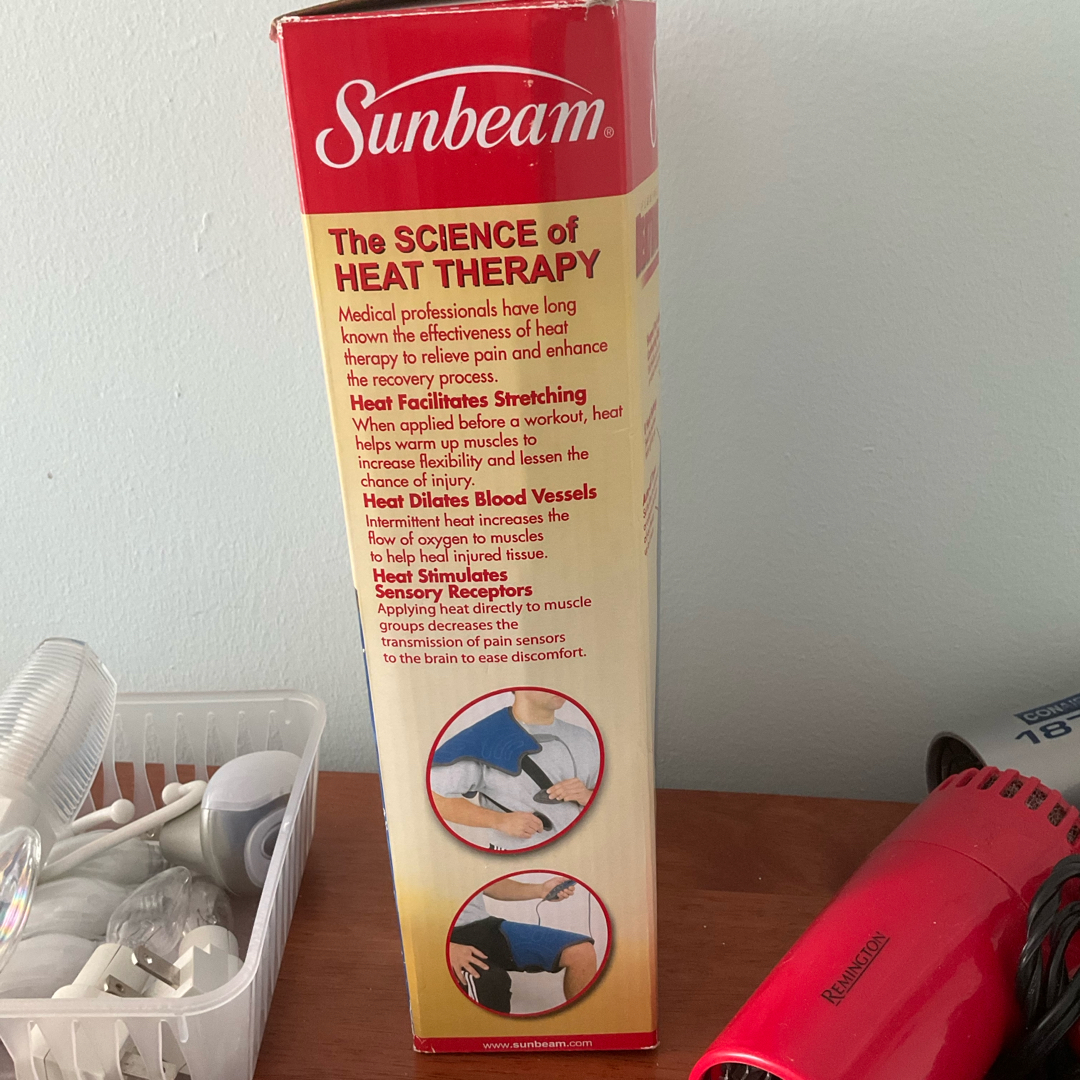 Sunbeam®
The SCIENCE of
HEAT THERAPY
Medical professionals have long
known the effectiveness of heat
therapy to relieve pain and enhance
the recovery process.
Heat Facilitates Stretching
When applied before a workout, heat
helps warm up muscles to
increase flexibility and lessen the
chance of injury.
Heat Dilates Blood Vessels
Intermittent heat increases the
flow of oxygen to muscles
to help heal injured tissue.
Heat Stimulates
Sensory Receptors
Applying heat directly to muscle
groups decreases the
transmission of pain sensors
to the brain to ease discomfort.
www.sunbeam.com
REMINGTON